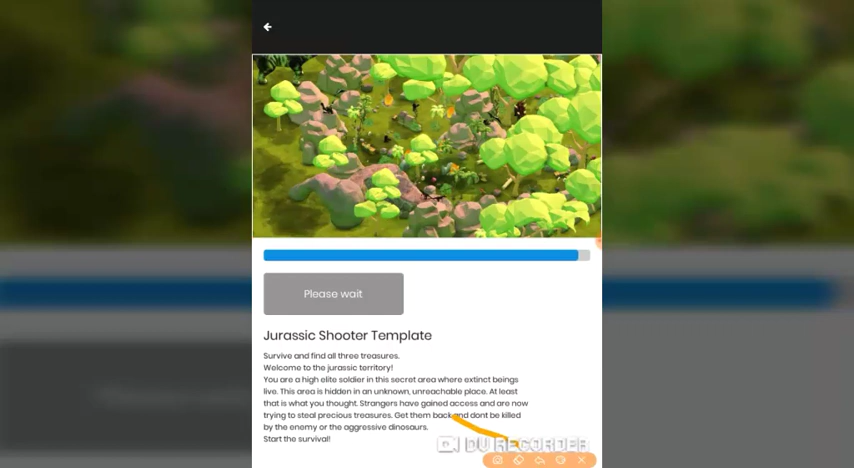 Please wait
Jurassic Shooter Template
Survive and find all three treasures.
Welcome to the jurassic territory!
You are a high elite soldier in this secret area where extinct beings
live. This area is hidden in an unknown, unreachable place. At least
that is what you thought. Strangers have gained access and are now
trying to steal precious treasures. Get them back and dont be killed
by the enemy or the aggressive dinosaurs.
Start the survival!
DU RECORDER